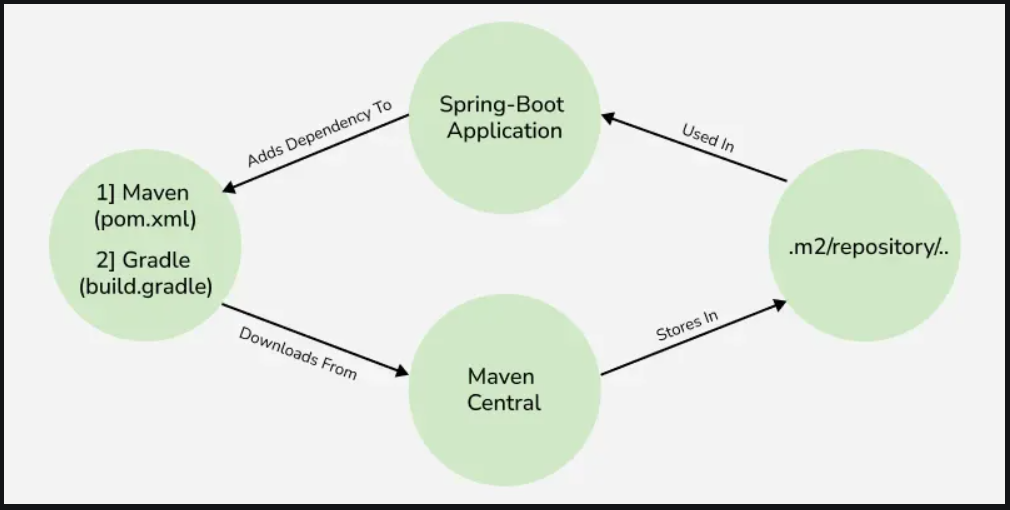 Spring-Boot
Application
Adds Dependency To
Used In
1] Maven
(pom.xml)
2] Gradle
(build.gradle)
.m2/repository/..
Downloads From
Stores In
Maven
Central